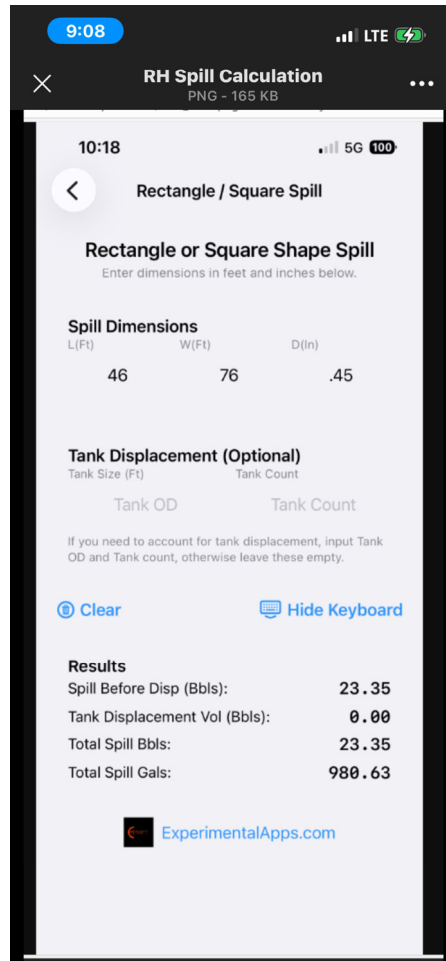 9:08
LTE
RH Spill Calculation
PNG - 165 KB
10:18
5G 100
Rectangle / Square Spill
Rectangle or Square Shape Spill
Enter dimensions in feet and inches below.
Spill Dimensions
L(Ft) W(Ft) D(In)
46 76 .45
Tank Displacement (Optional)
Tank Size (Ft) Tank Count
Tank OD Tank Count
If you need to account for tank displacement, input Tank
OD and Tank count, otherwise leave these empty.
Clear Hide Keyboard
Results
Spill Before Disp (Bbls): 23.35
Tank Displacement Vol (Bbls): 0.00
Total Spill Bbls: 23.35
Total Spill Gals: 980.63
ExperimentalApps.com